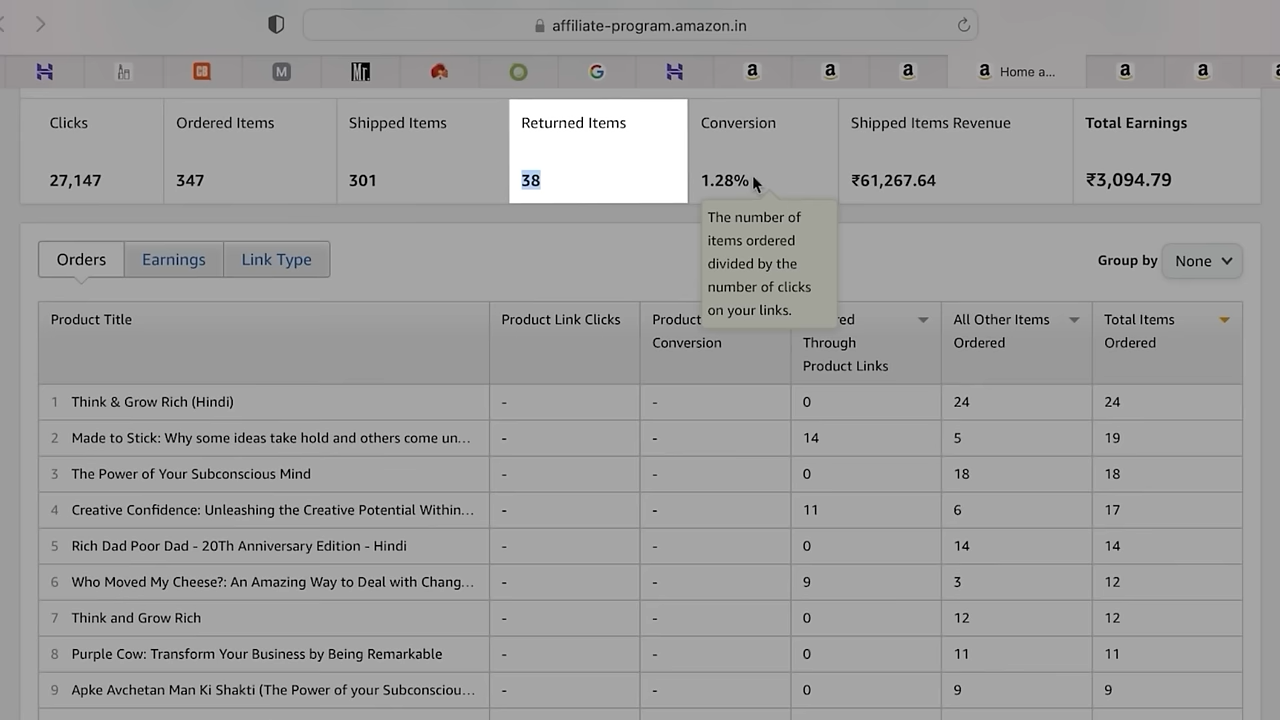 affiliate-program.amazon.in
Home a...
Clicks
Ordered Items
Shipped Items
Returned Items
Conversion
Shipped Items Revenue
Total Earnings
27,147
347
301
38
1.28%
₹61,267.64
₹3,094.79
The number of
items ordered
divided by the
number of clicks
on your links.
Orders
Earnings
Link Type
Group by
None
Product Title
Product Link Clicks
Product
Conversion
red
Through
Product Links
All Other Items
Ordered
Total Items
Ordered
1 Think & Grow Rich (Hindi) - - 0 24 24
2 Made to Stick: Why some ideas take hold and others come un... - - 14 5 19
3 The Power of Your Subconscious Mind - - 0 18 18
4 Creative Confidence: Unleashing the Creative Potential Within... - - 11 6 17
5 Rich Dad Poor Dad - 20Th Anniversary Edition - Hindi - - 0 14 14
6 Who Moved My Cheese?: An Amazing Way to Deal with Chang... - - 9 3 12
7 Think and Grow Rich - - 0 12 12
8 Purple Cow: Transform Your Business by Being Remarkable - - 0 11 11
9 Apke Avchetan Man Ki Shakti (The Power of your Subconsciou... - - 0 9 9